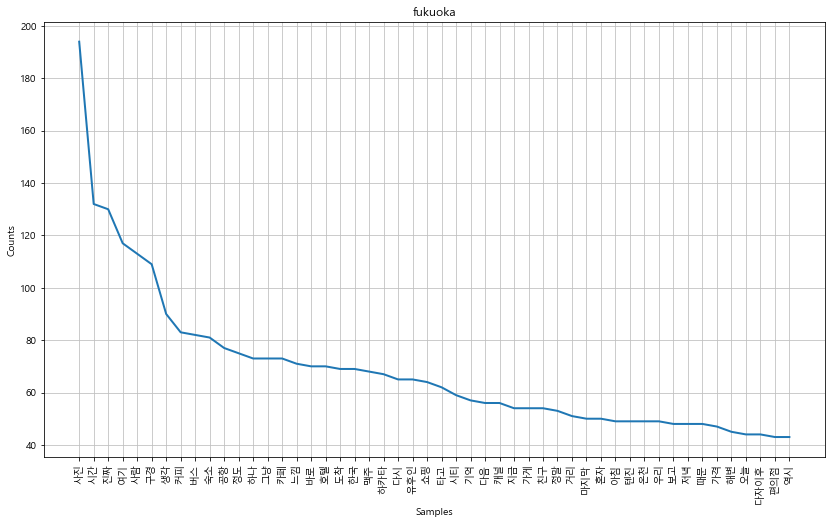 fukuoka
200
180
160
140
120
100
80
60
40
Counts
사진
시간
진짜
여기
사람
구경
생각
커피
버스
숙소
공항
정도
하나
그냥
카페
느낌
바로
호텔
도착
한국
맥주
하카타
다시
유후인
쇼핑
타고
시티
기억
다음
캐널
지금
가게
친구
정말
거리
마지막
혼자
아침
텐진
온천
우리
보고
저녁
때문
가격
해변
오늘
다자이후
편의점
역시
Samples